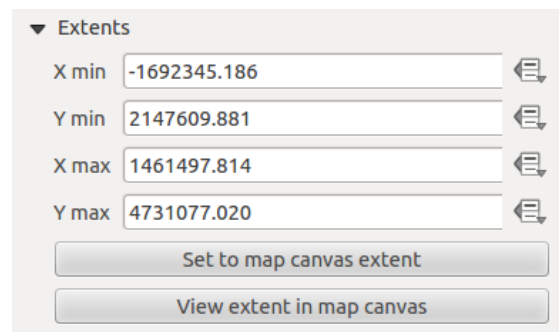 Extents
X min -1692345.186
Y min 2147609.881
X max 1461497.814
Y max 4731077.020
Set to map canvas extent
View extent in map canvas